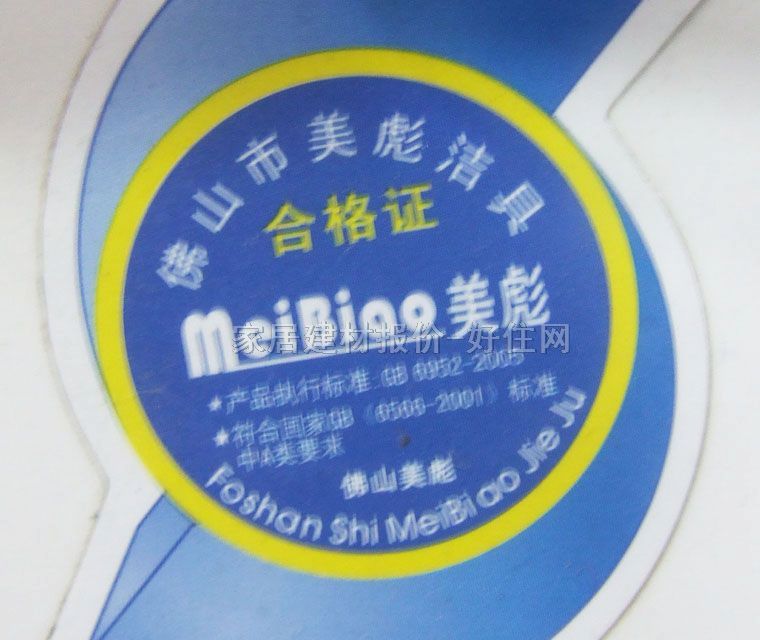 佛山市美彪洁具
合格证
MeiBiao美彪
家居建材报价-好住网
★产品执行标准:GB 6952-2005
★符合国家GB（6566-2001）标准
中A类要求
佛山美彪
Foshan Shi MeiBiao Jie Ju